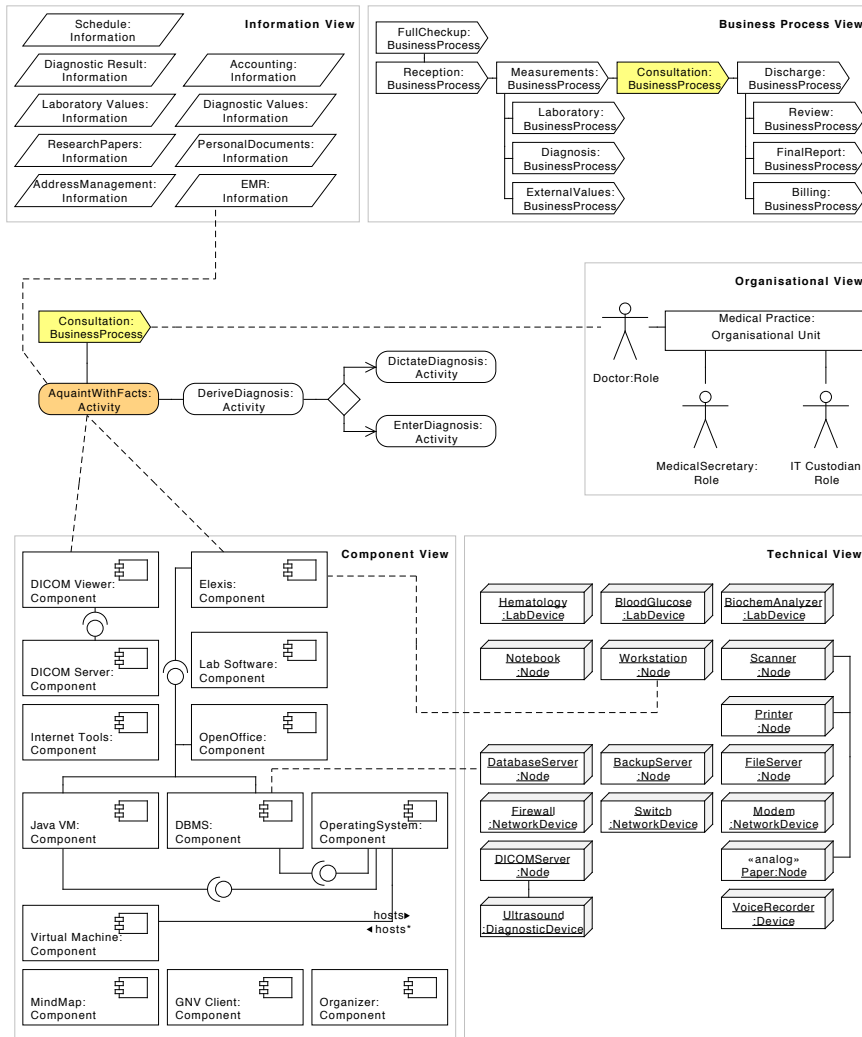 Information View
Schedule:
Information
Diagnostic Result:
Information
Accounting:
Information
Laboratory Values:
Information
Diagnostic Values:
Information
ResearchPapers:
Information
PersonalDocuments:
Information
AddressManagement:
Information
EMR:
Information
Business Process View
FullCheckup:
BusinessProcess
Reception:
BusinessProcess
Measurements:
BusinessProcess
Consultation:
BusinessProcess
Discharge:
BusinessProcess
Laboratory:
BusinessProcess
Diagnosis:
BusinessProcess
ExternalValues:
BusinessProcess
Review:
BusinessProcess
FinalReport:
BusinessProcess
Billing:
BusinessProcess
Consultation:
BusinessProcess
AquaintWithFacts:
Activity
DeriveDiagnosis:
Activity
DictateDiagnosis:
Activity
EnterDiagnosis:
Activity
Organisational View
Doctor:Role
Medical Practice:
Organisational Unit
MedicalSecretary:
Role
IT Custodian:
Role
Component View
DICOM Viewer:
Component
Elexis:
Component
DICOM Server:
Component
Lab Software:
Component
Internet Tools:
Component
OpenOffice:
Component
Java VM:
Component
DBMS:
Component
OperatingSystem:
Component
hosts▶
◀hosts*
Virtual Machine:
Component
MindMap:
Component
GNV Client:
Component
Organizer:
Component
Technical View
Hematology
:LabDevice
BloodGlucose
:LabDevice
BiochemAnalyzer
:LabDevice
Notebook
:Node
Workstation
:Node
Scanner
:Node
Printer
:Node
DatabaseServer
:Node
BackupServer
:Node
FileServer
:Node
Firewall
:NetworkDevice
Switch
:NetworkDevice
Modem
:NetworkDevice
DICOMServer
:Node
«analog»
Paper:Node
Ultrasound
:DiagnosticDevice
VoiceRecorder
:Device